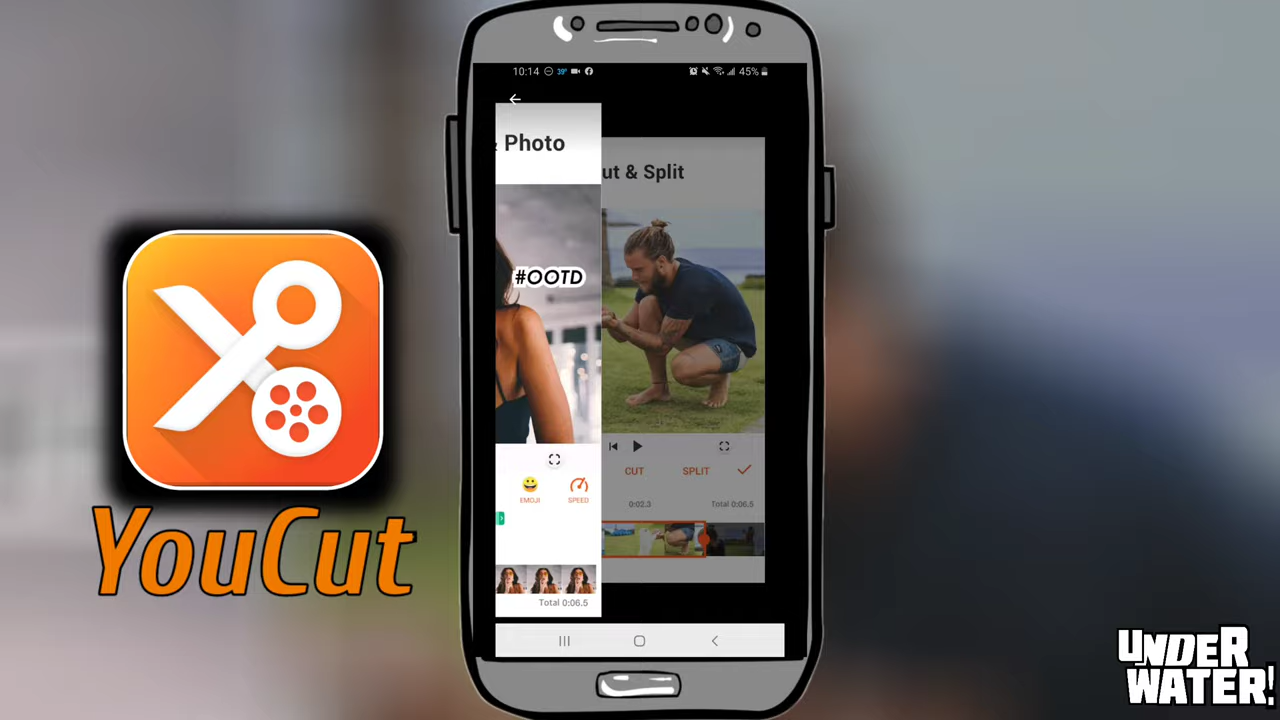 10:14 39° 45%
& Photo
ut & Split
#OOTD
CUT SPLIT
EMOJI SPEED
0:02.3 Total 0:06.5
Total 0:06.5
YouCut
UNDER
WATER!